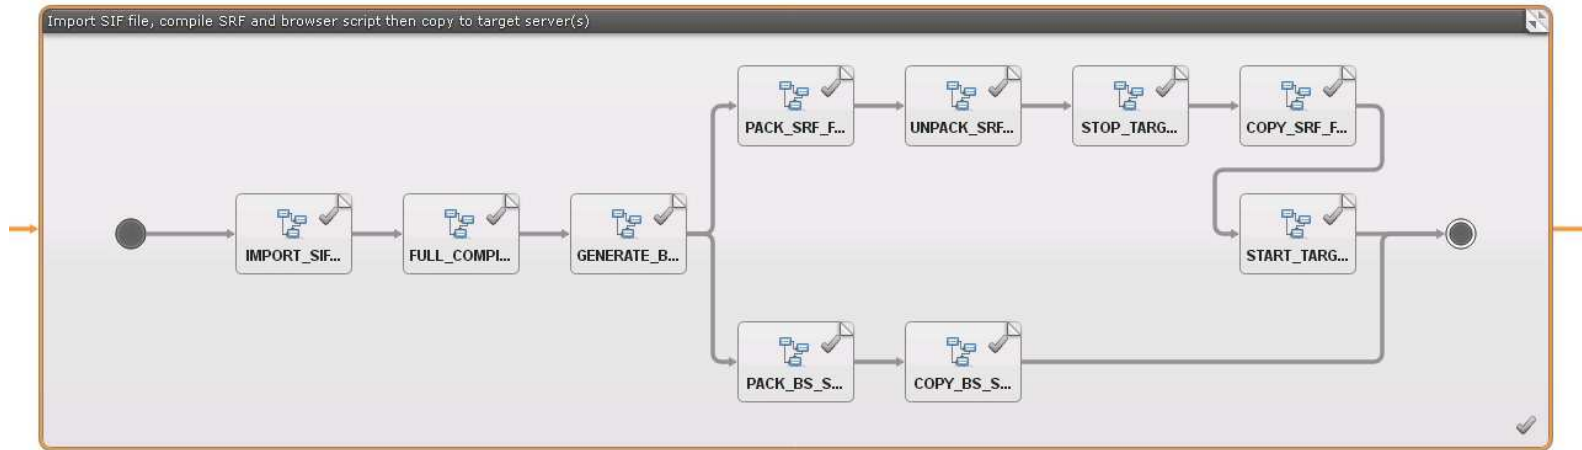 Import SIF file, compile SRF and browser script then copy to target server(s)
PACK_SRF_F...
UNPACK_SRF...
STOP_TARG...
COPY_SRF_F...
IMPORT_SIF...
FULL_COMPI...
GENERATE_B...
START_TARG...
PACK_BS_S...
COPY_BS_S...